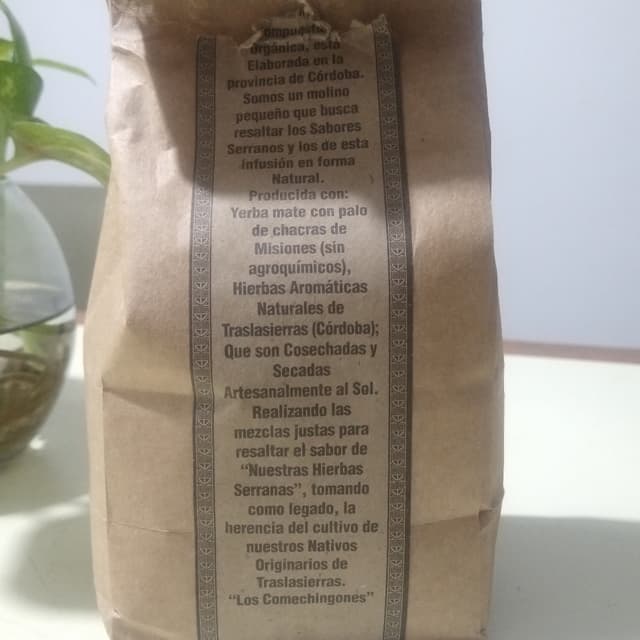 orgánica, está
Elaborada en la
provincia de Córdoba.
Somos un molino
pequeño que busca
resaltar los Sabores
Serranos y los de esta
infusión en forma
Natural.
Producida con:
Yerba mate con palo
de chacras de
Misiones (sin
agroquímicos),
Hierbas Aromáticas
Naturales de
Traslasierras (Córdoba);
Que son Cosechadas y
Secadas
Artesanalmente al Sol.
Realizando las
mezclas justas para
resaltar el sabor de
“Nuestras Hierbas
Serranas”, tomando
como legado, la
herencia del cultivo de
nuestros Nativos
Originarios de
Traslasierras.
“Los Comechingones”